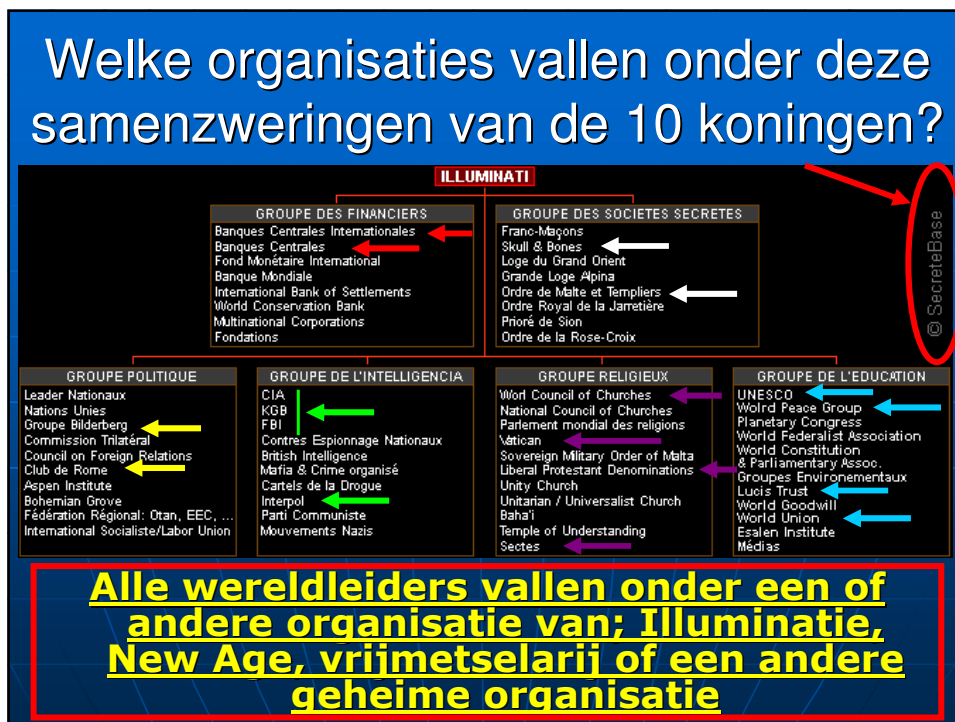 Welke organisaties vallen onder deze
samenzweringen van de 10 koningen?
ILLUMINATI
GROUPE DES FINANCIERS
Banques Centrales Internationales
Banques Centrales
Fond Monétaire International
Banque Mondiale
International Bank of Settlements
World Conservation Bank
Multinational Corporations
Fondations
GROUPE DES SOCIETES SECRETES
Franc-Maçons
Skull & Bones
Loge du Grand Orient
Grande Loge Alpina
Ordre de Malte et Templiers
Ordre Royal de la Jarretière
Prioré de Sion
Ordre de la Rose-Croix
© SecreteBase
GROUPE POLITIQUE
Leader Nationaux
Nations Unies
Groupe Bilderberg
Commission Trilatéral
Council on Foreign Relations
Club de Rome
Aspen Institute
Bohemian Grove
Fédération Régional: Otan, EEC, ...
International Socialiste/Labor Union
GROUPE DE L'INTELLIGENCIA
CIA
KGB
FBI
Contres Espionnage Nationaux
British Intelligence
Mafia & Crime organisé
Cartels de la Drogue
Interpol
Parti Communiste
Mouvements Nazis
GROUPE RELIGIEUX
Worl Council of Churches
National Council of Churches
Parlement mondial des religions
Vatican
Sovereign Military Order of Malta
Liberal Protestant Denominations
Unity Church
Unitarian / Universalist Church
Baha'i
Temple of Understanding
Sectes
GROUPE DE L'EDUCATION
UNESCO
Wolrd Peace Group
Planetary Congress
World Federalist Association
World Constitution
& Parliamentary Assoc.
Groupes Environementaux
Lucis Trust
World Goodwill
World Union
Esalen Institute
Médias
Alle wereldleiders vallen onder een of
andere organisatie van; Illuminatie,
New Age, vrijmetselarij of een andere
geheime organisatie